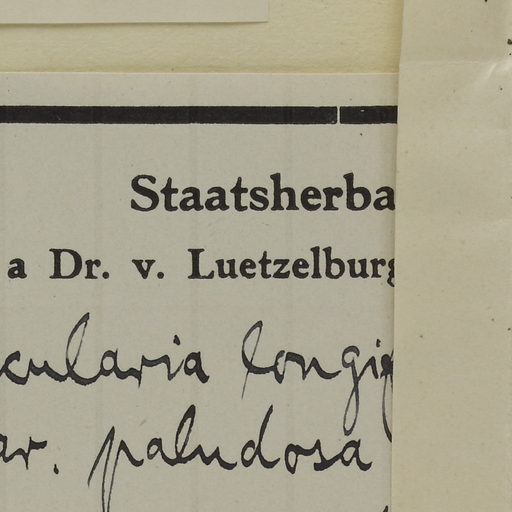 Staatsherba
a Dr. v. Luetzelburg
cularia longi
ar. paludosa